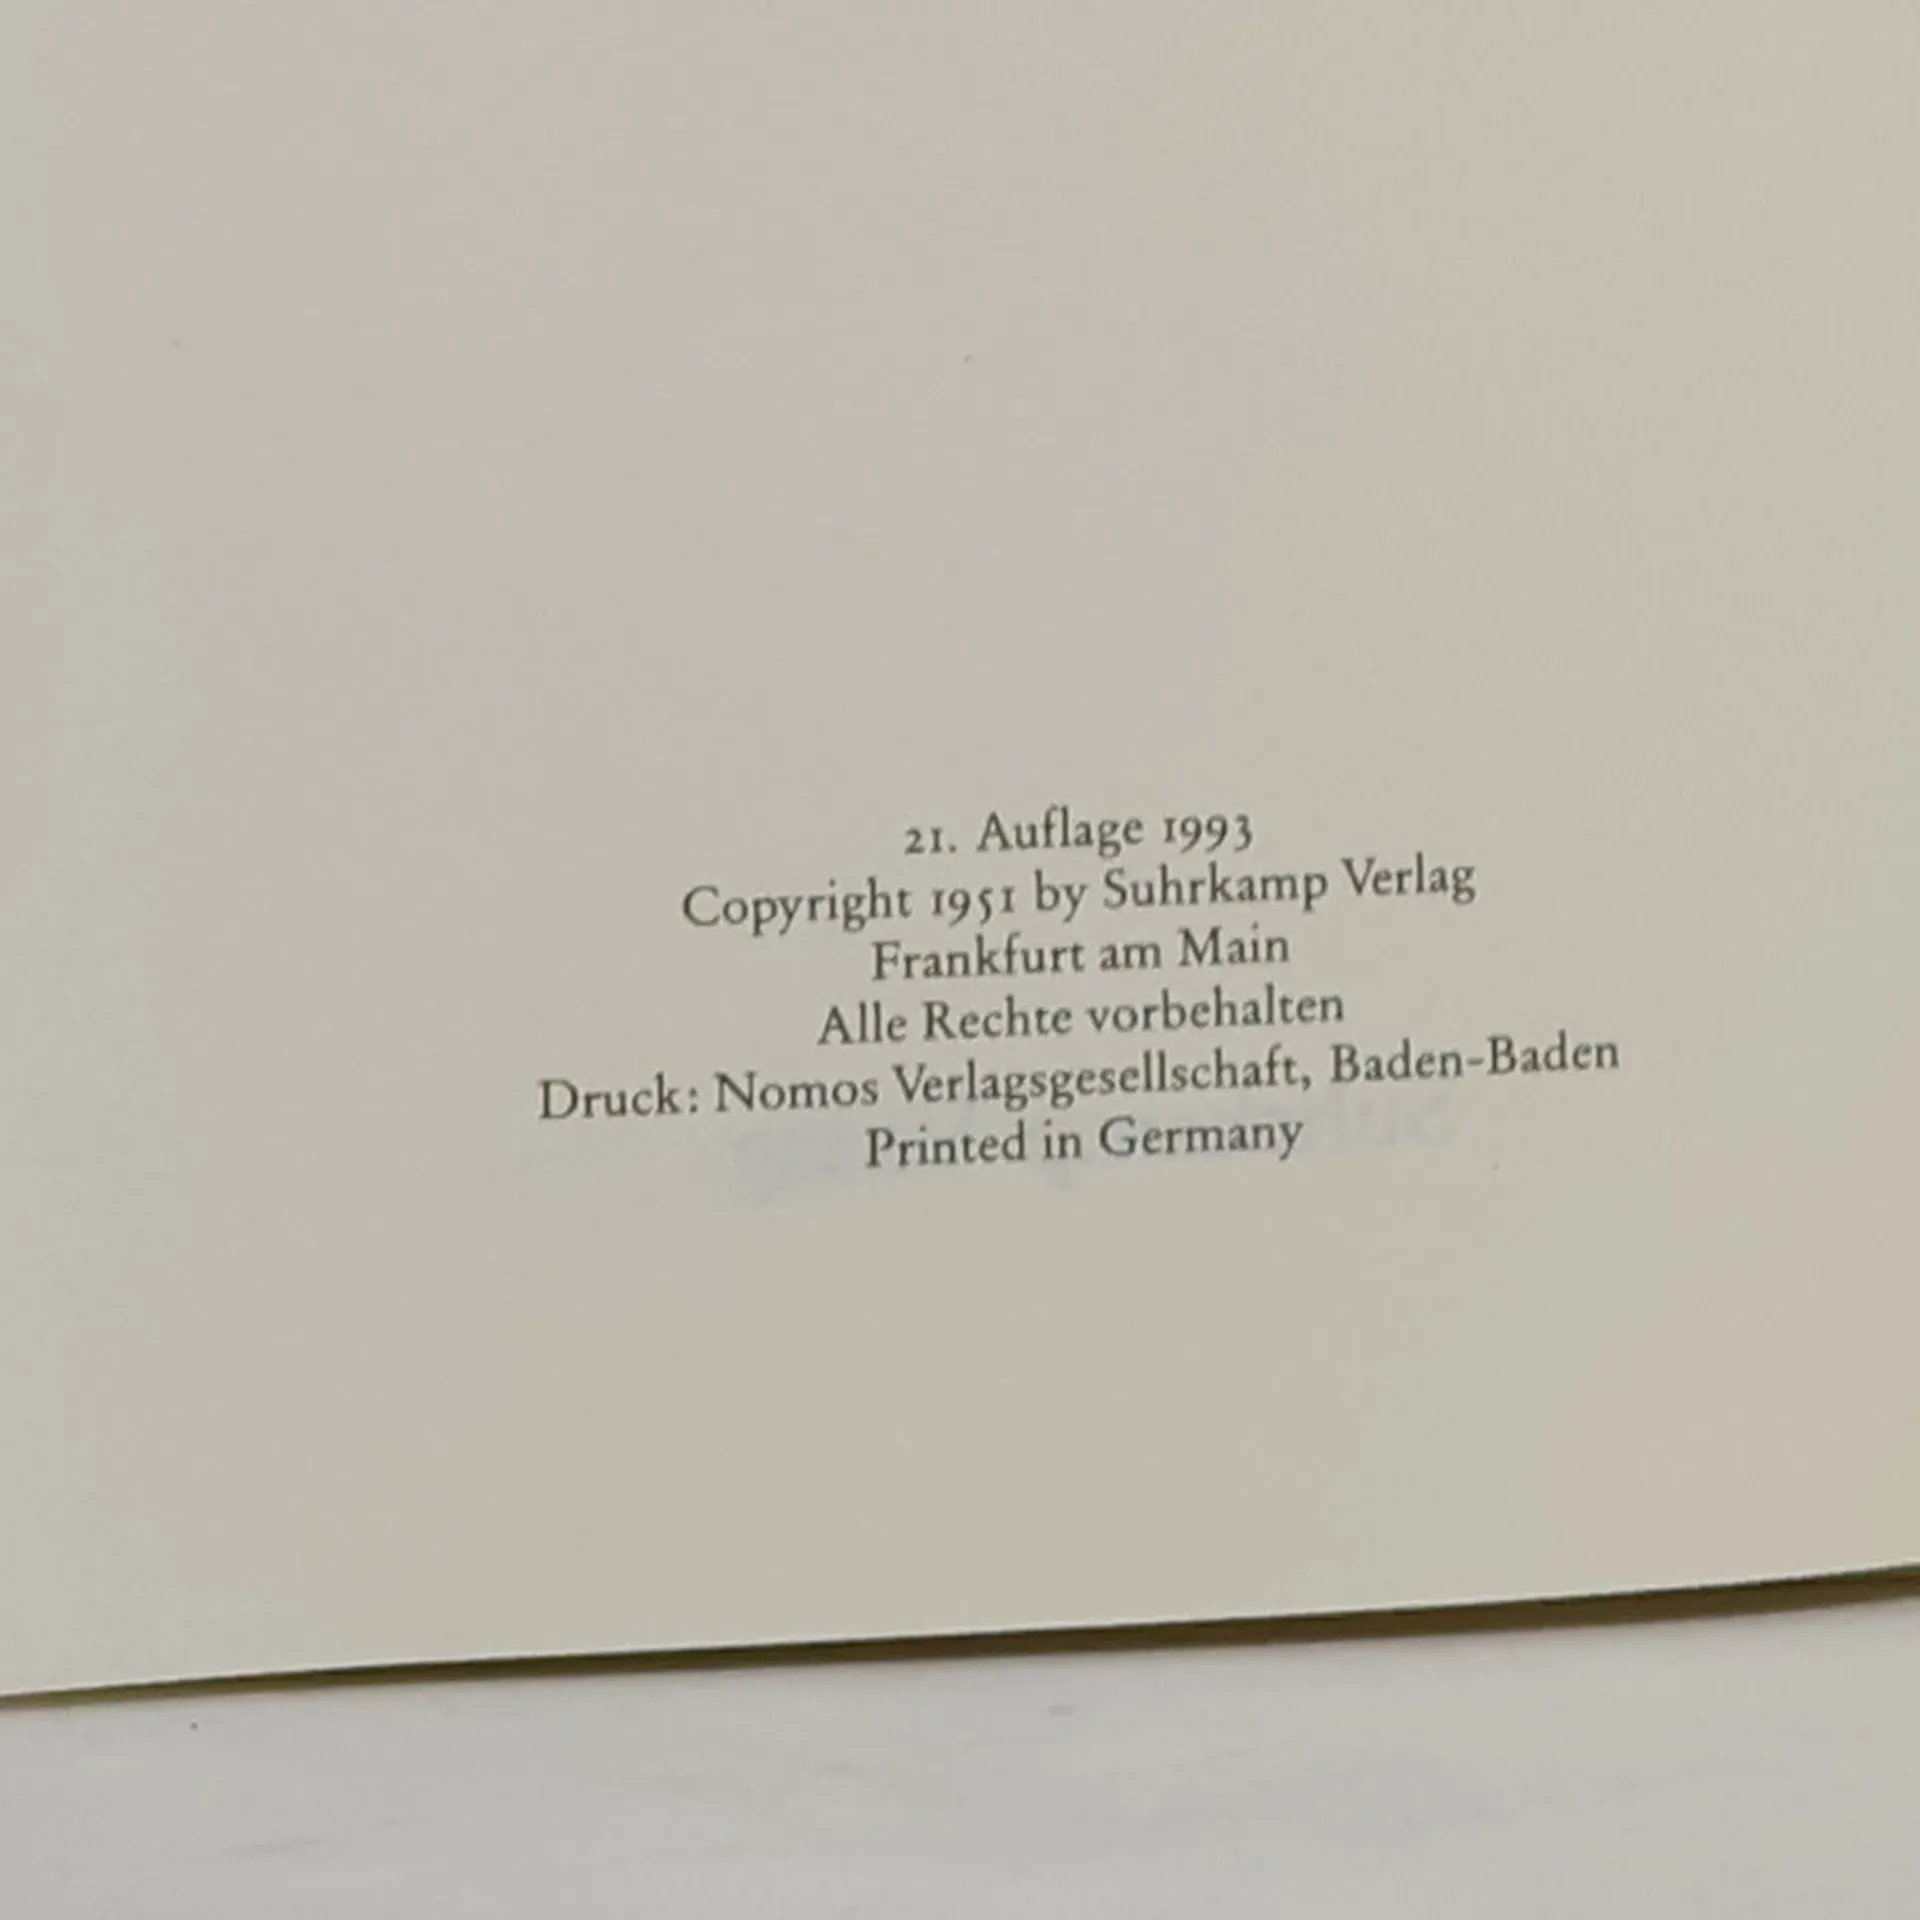 21. Auflage 1993
Copyright 1951 by Suhrkamp Verlag
Frankfurt am Main
Alle Rechte vorbehalten
Druck: Nomos Verlagsgesellschaft, Baden-Baden
Printed in Germany